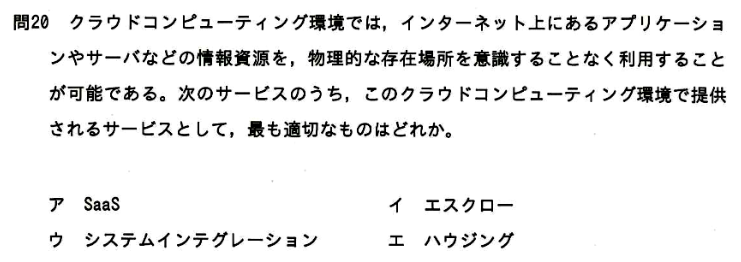 問20 クラウドコンピューティング環境では，インターネット上にあるアプリケーショ
ンやサーバなどの情報資源を，物理的な存在場所を意識することなく利用すること
が可能である。次のサービスのうち，このクラウドコンピューティング環境で提供
されるサービスとして，最も適切なものはどれか。
ア SaaS イ エスクロー
ウ システムインテグレーション エ ハウジング